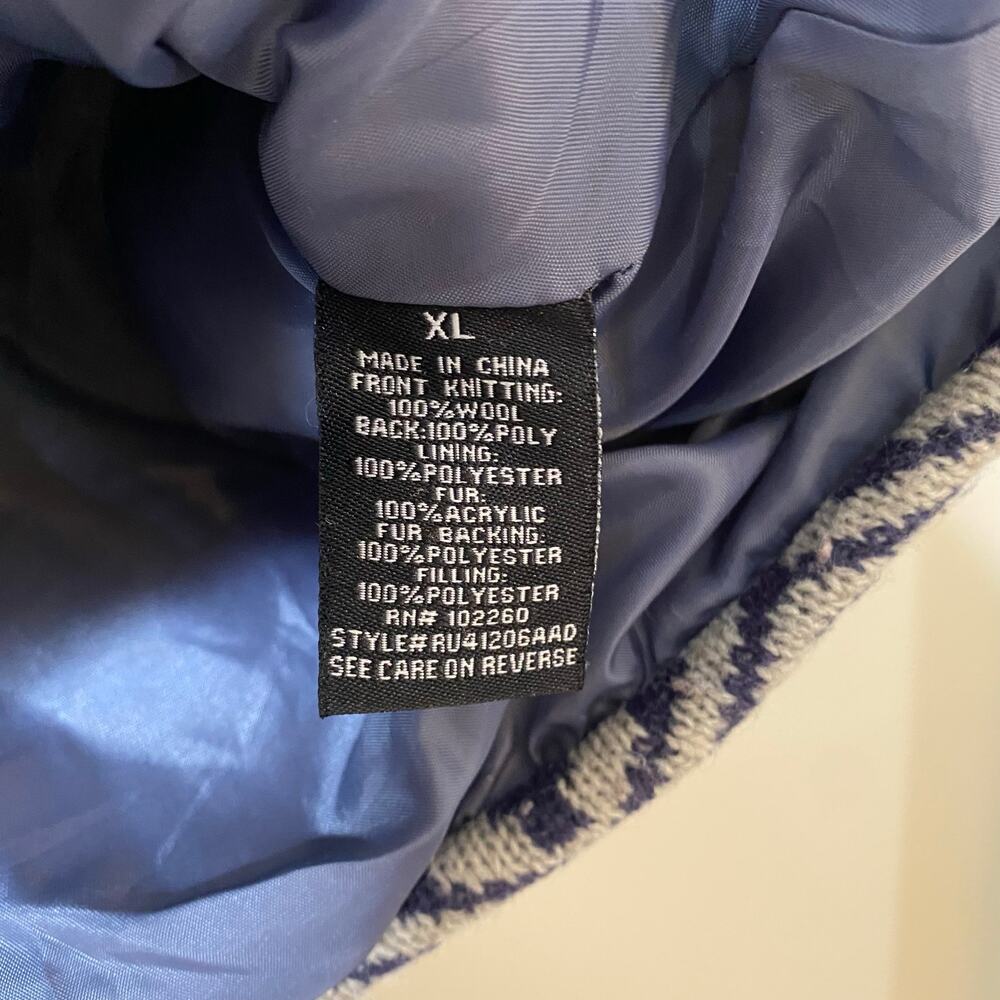 XL
MADE IN CHINA
FRONT KNITTING:
100%WOOL
BACK:100%POLY
LINING:
100%POLYESTER
FUR:
100%ACRYLIC
FUR BACKING:
100%POLYESTER
FILLING:
100%POLYESTER
RN# 102260
STYLE#RU41206AAD
SEE CARE ON REVERSE